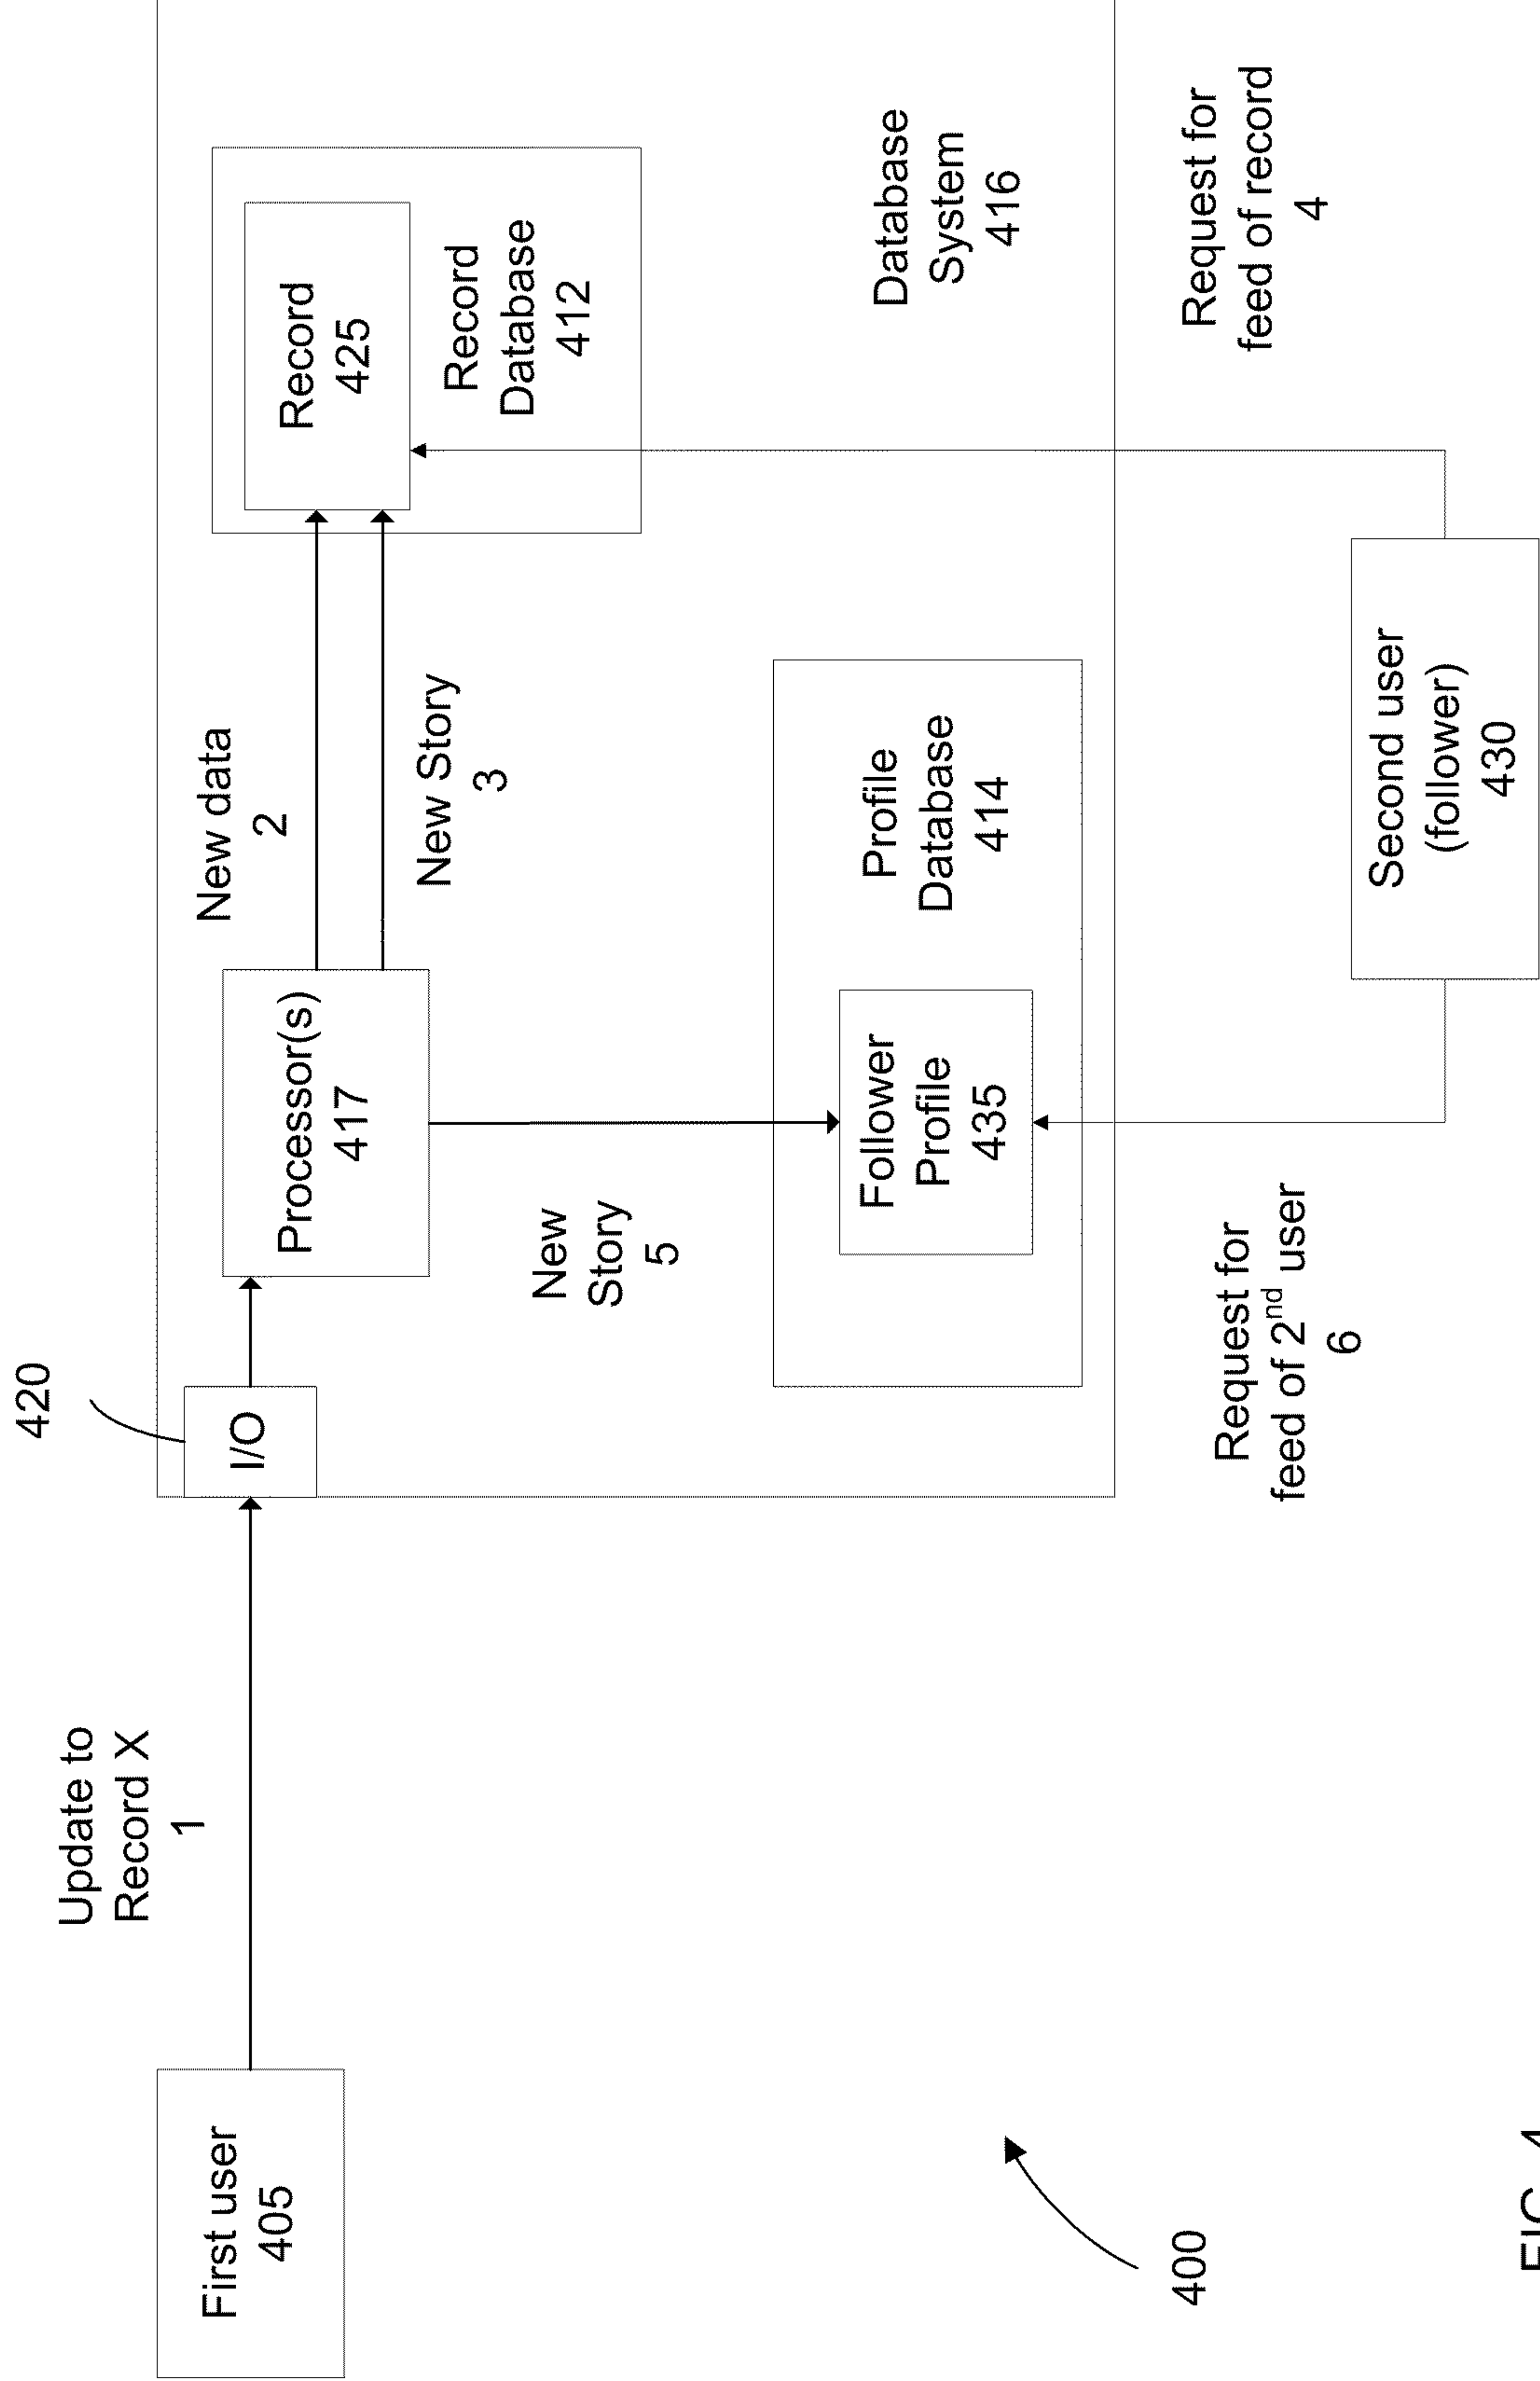 Update to
Record X
1
420
First user
405
I/O
Processor(s)
417
New data
2
New Story
3
Record
425
Record
Database
412
New
Story
5
Follower
Profile
435
Profile
Database
414
Database
System
416
Request for
feed of 2nd user
6
Second user
(follower)
430
Request for
feed of record
4
400
FIG. 4